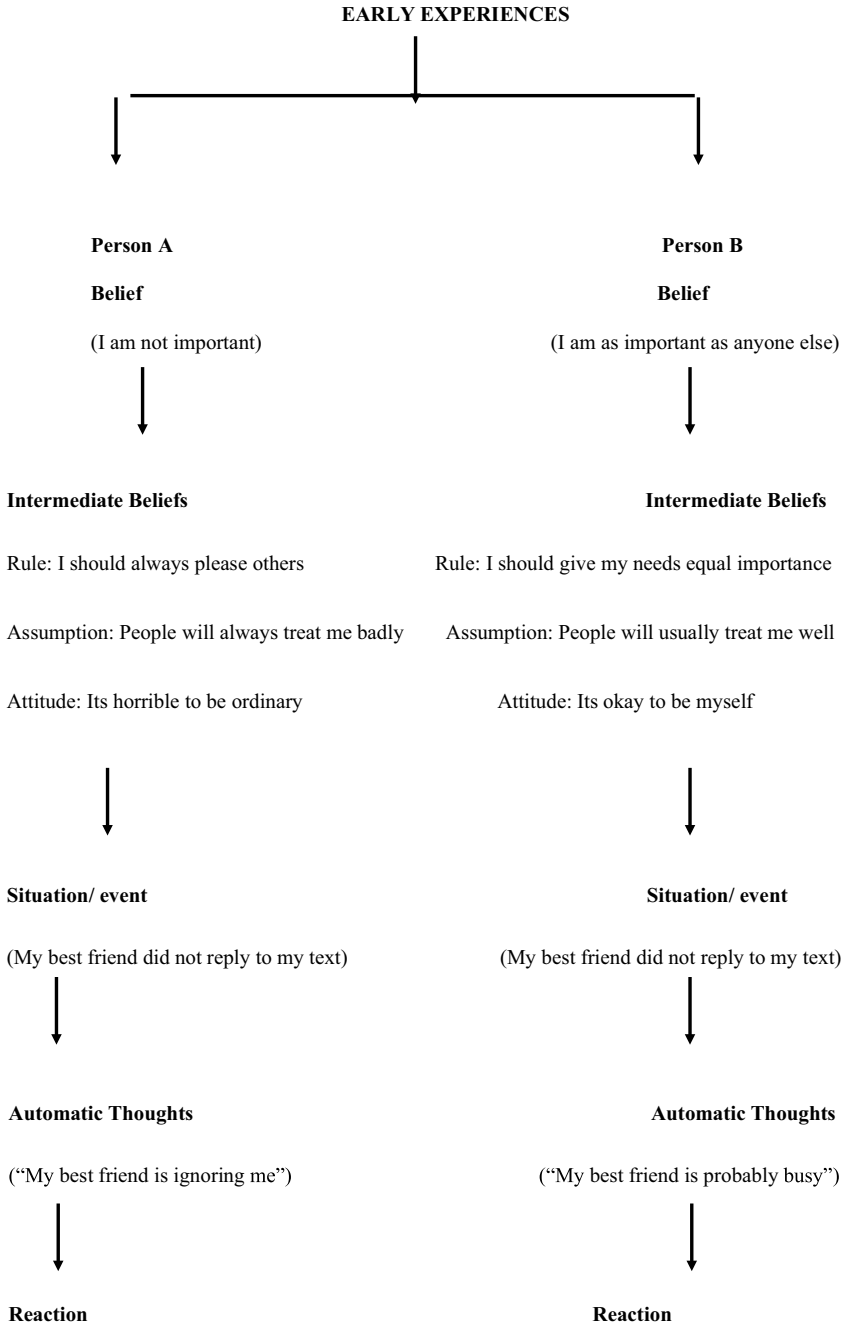 EARLY EXPERIENCES
Person A Person B
Belief Belief
(I am not important) (I am as important as anyone else)
Intermediate Beliefs Intermediate Beliefs
Rule: I should always please others Rule: I should give my needs equal importance
Assumption: People will always treat me badly Assumption: People will usually treat me well
Attitude: Its horrible to be ordinary Attitude: Its okay to be myself
Situation/ event Situation/ event
(My best friend did not reply to my text) (My best friend did not reply to my text)
Automatic Thoughts Automatic Thoughts
(“My best friend is ignoring me”) (“My best friend is probably busy”)
Reaction Reaction